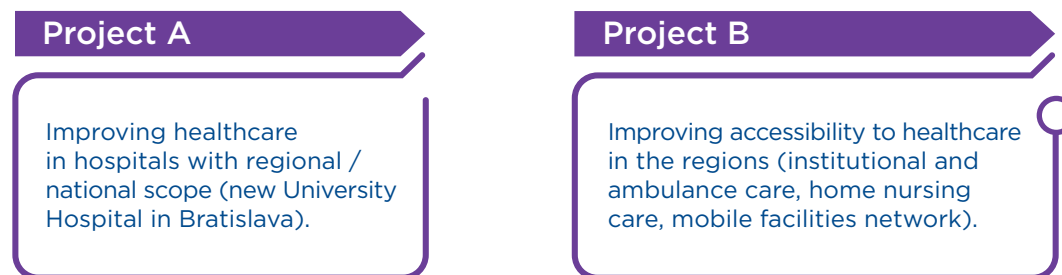 Project A
Improving healthcare
in hospitals with regional /
national scope (new University
Hospital in Bratislava).
Project B
Improving accessibility to healthcare
in the regions (institutional and
ambulance care, home nursing
care, mobile facilities network).